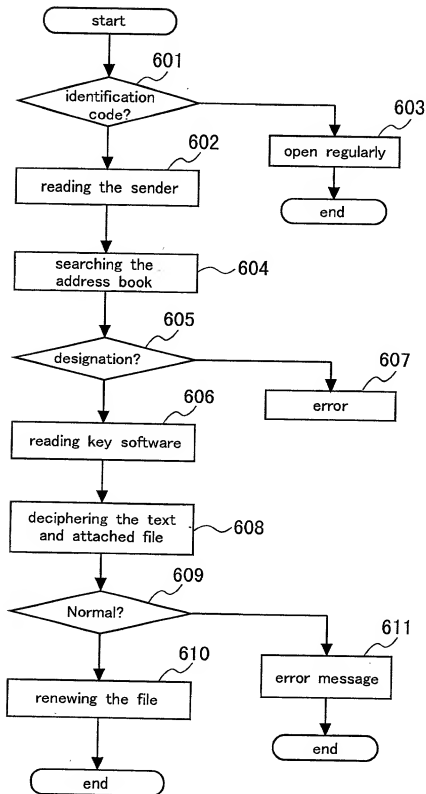 start
601
identification
code?
603
open regularly
602
reading the sender
end
searching the
address book
604
605
designation?
607
error
606
reading key software
deciphering the text
and attached file
608
609
Normal?
611
error message
610
renewing the file
end
end